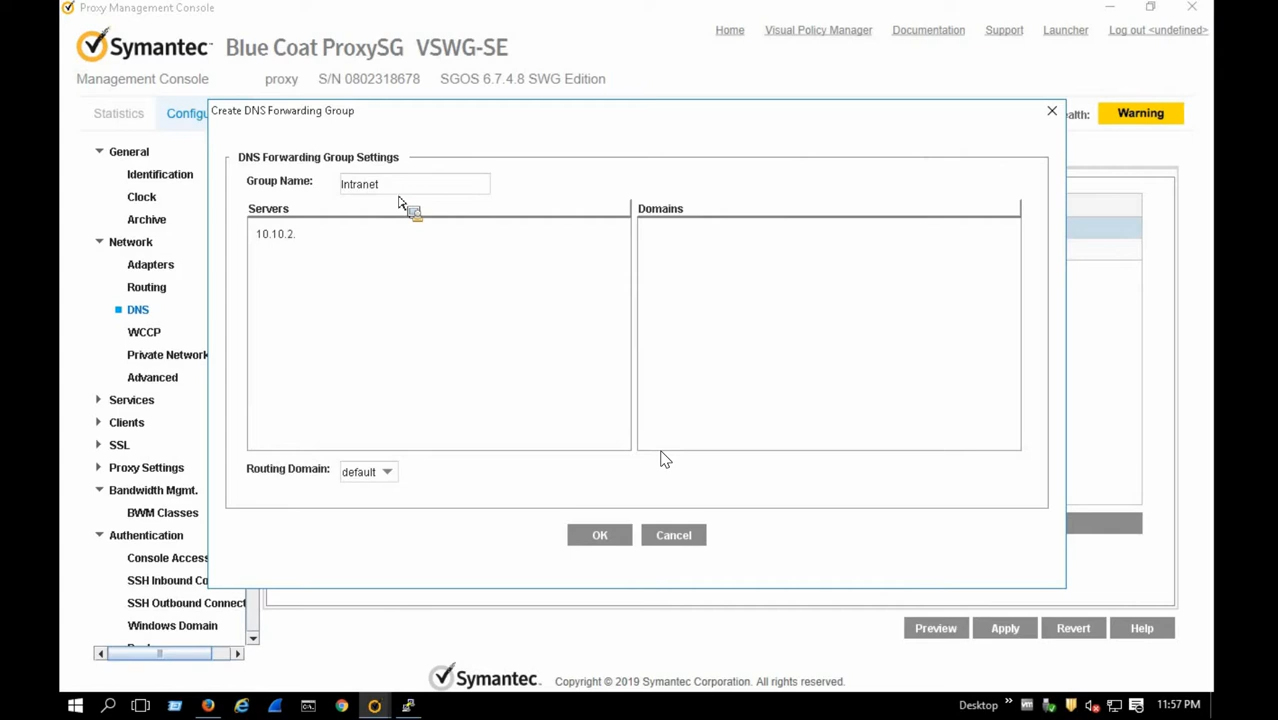 Proxy Management Console
Symantec™ Blue Coat ProxySG VSWG-SE
Home Visual Policy Manager Documentation Support Launcher Log out <undefined>
Management Console proxy S/N 0802318678 SGOS 6.7.4.8 SWG Edition
Statistics Configu ealth: Warning
Create DNS Forwarding Group
DNS Forwarding Group Settings
Group Name: Intranet
Servers Domains
10.10.2.
Routing Domain: default
OK Cancel
General
Identification
Clock
Archive
Network
Adapters
Routing
DNS
WCCP
Private Network
Advanced
Services
Clients
SSL
Proxy Settings
Bandwidth Mgmt.
BWM Classes
Authentication
Console Access
SSH Inbound Co
SSH Outbound Connect
Windows Domain
Preview Apply Revert Help
Symantec. Copyright © 2019 Symantec Corporation. All rights reserved.
Desktop » 11:57 PM